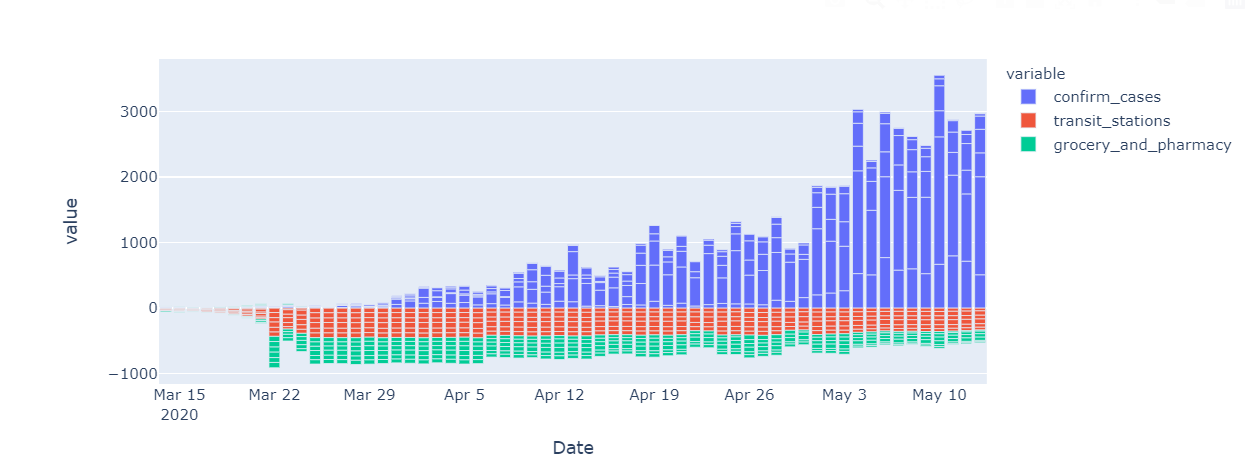 variable
confirm_cases
transit_stations
grocery_and_pharmacy
value
3000
2000
1000
0
−1000
Mar 15 Mar 22 Mar 29 Apr 5 Apr 12 Apr 19 Apr 26 May 3 May 10
2020
Date